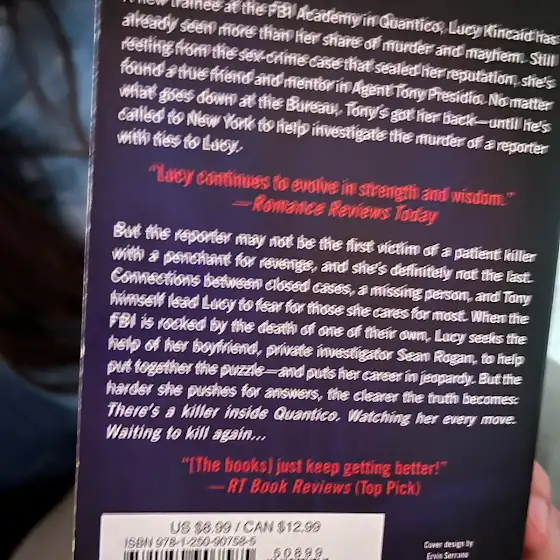 A new trainee at the FBI Academy in Quantico, Lucy Kincaid has
already seen more than her share of murder and mayhem. Still
reeling from the sex-crime case that sealed her reputation, she's
found a true friend and mentor in Agent Tony Presidio. No matter
what goes down at the Bureau, Tony's got her back—until he's
called to New York to help investigate the murder of a reporter
with ties to Lucy.
"Lucy continues to evolve in strength and wisdom."
—Romance Reviews Today
But the reporter may not be the first victim of a patient killer
with a penchant for revenge, and she's definitely not the last.
Connections between closed cases, a missing person, and Tony
himself lead Lucy to fear for those she cares for most. When the
FBI is rocked by the death of one of their own, Lucy seeks the
help of her boyfriend, private investigator Sean Rogan, to help
put together the puzzle—and puts her career in jeopardy. But the
harder she pushes for answers, the clearer the truth becomes:
There's a killer inside Quantico. Watching her every move.
Waiting to kill again...
"[The books] just keep getting better!"
—RT Book Reviews (Top Pick)
US $8.99 / CAN $12.99
ISBN 978-1-250-90758-5
50899
Cover design by
Ervin Serrano